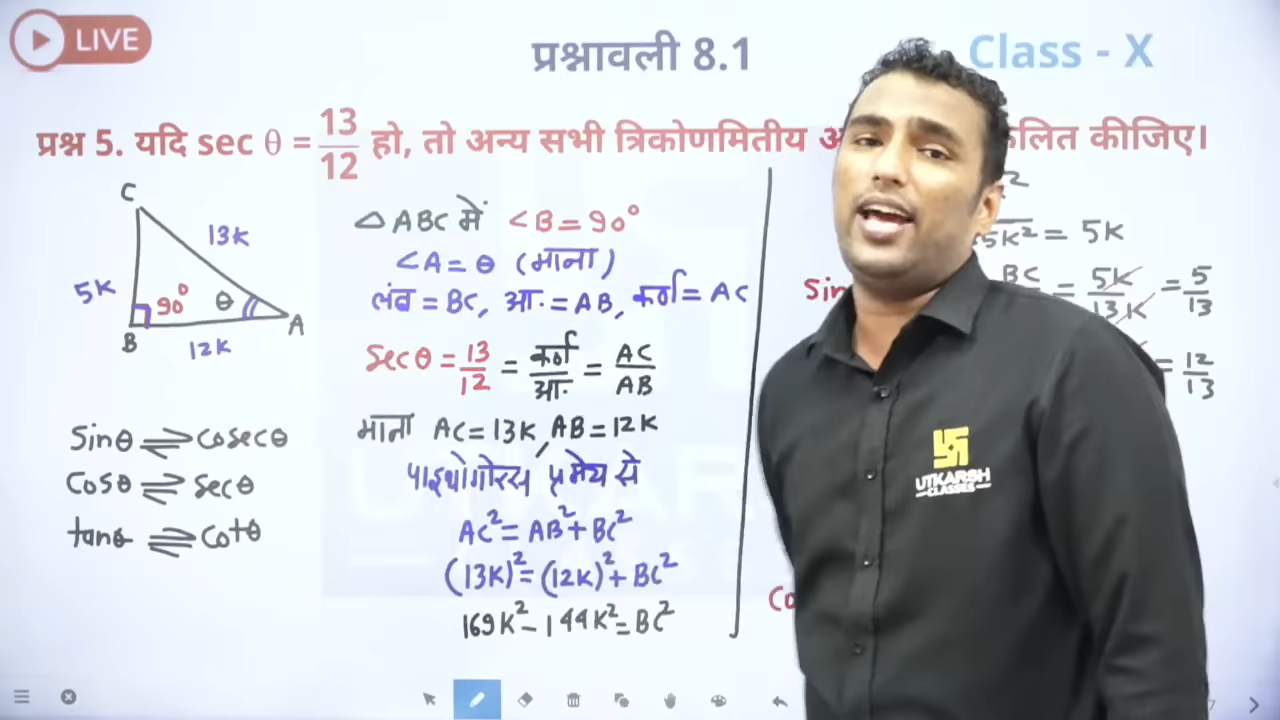 LIVE
प्रश्नावली 8.1
Class - X
प्रश्न 5. यदि sec θ = 13/12 हो, तो अन्य सभी त्रिकोणमितीय कीजिए।
C
13K
5K
90°
θ
B
12K
A
Sinθ ⇌ Cosecθ
Cosθ ⇌ Secθ
tanθ ⇌ Cotθ
△ ABC में ∠B = 90°
∠A = θ (माना)
लंब = BC, आ. = AB, कर्ण = AC
Secθ = 13/12 = कर्ण/आ. = AC/AB
माना AC = 13K, AB = 12K
पाइथोगोरस प्रमेय से
AC² = AB² + BC²
(13K)² = (12K)² + BC²
169K² - 144K² = BC²
5K² = 5K
Sin BC = 5K/13K = 5/13
= 12/13
UTKARSH
CLASSES